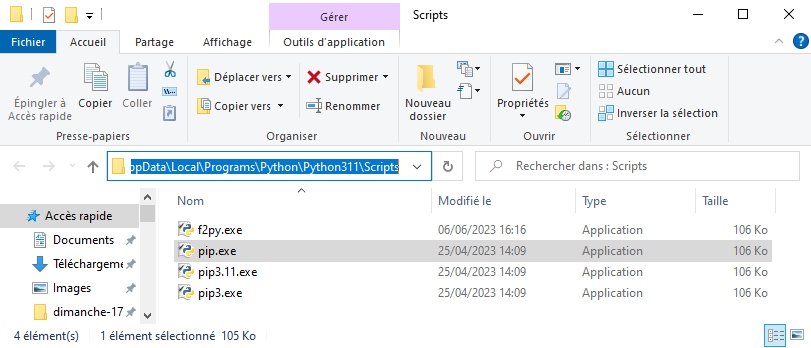 Gérer
Scripts
Fichier Accueil Partage Affichage Outils d'application
Épingler à Accès rapide
Copier
Coller
Déplacer vers
Copier vers
Supprimer
Renommer
Nouveau dossier
Propriétés
Sélectionner tout
Aucun
Inverser la sélection
Presse-papiers Organiser Nouveau Ouvrir Sélectionner
ppData\Local\Programs\Python\Python311\Scripts
Rechercher dans : Scripts
Accès rapide
Documents
Téléchargeme
Images
dimanche-17
Nom Modifié le Type Taille
f2py.exe 06/06/2023 16:16 Application 106 Ko
pip.exe 25/04/2023 14:09 Application 106 Ko
pip3.11.exe 25/04/2023 14:09 Application 106 Ko
pip3.exe 25/04/2023 14:09 Application 106 Ko
4 élément(s) 1 élément sélectionné 105 Ko